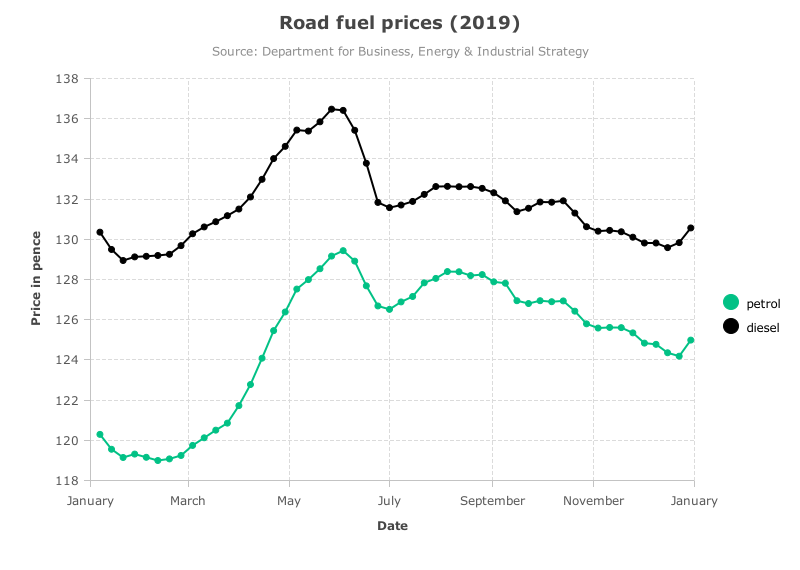 Road fuel prices (2019)
Source: Department for Business, Energy & Industrial Strategy
138
136
134
132
130
128
126
124
122
120
118
Price in pence
January March May July September November January
Date
petrol
diesel